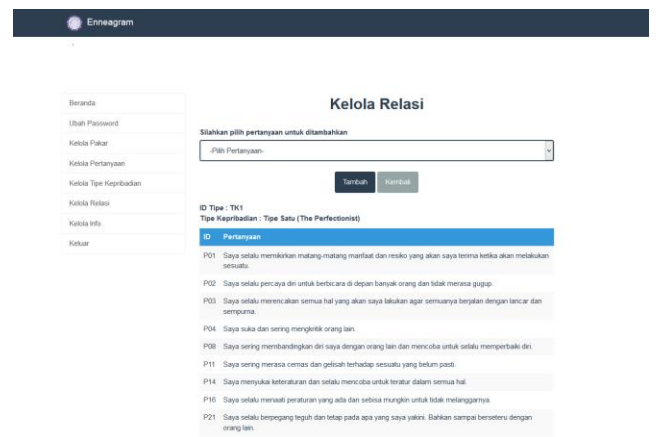 Enneagram
Beranda
Ubah Password
Kelola Pakar
Kelola Pertanyaan
Kelola Tipe Kepribadian
Kelola Relasi
Kelola Info
Keluar
Kelola Relasi
Silahkan pilih pertanyaan untuk ditambahkan
-Pilih Pertanyaan-
Tambah Kembali
ID Tipe : TK1
Tipe Kepribadian : Tipe Satu (The Perfectionist)
ID Pertanyaan
P01 Saya selalu memikirkan matang-matang manfaat dan resiko yang akan saya terima ketika akan melakukan
sesuatu.
P02 Saya selalu percaya diri untuk berbicara di depan banyak orang dan tidak merasa gugup.
P03 Saya selalu merencakan semua hal yang akan saya lakukan agar semuanya berjalan dengan lancar dan
sempurna.
P04 Saya suka dan sering mengkritik orang lain.
P08 Saya sering membandingkan diri saya dengan orang lain dan mencoba untuk selalu memperbaiki diri.
P11 Saya sering merasa cemas dan gelisah terhadap sesuatu yang belum pasti.
P14 Saya menyukai keteraturan dan selalu mencoba untuk teratur dalam semua hal.
P16 Saya selalu menaati peraturan yang ada dan sebisa mungkin untuk tidak melanggarnya.
P21 Saya selalu berpegang teguh dan tetap pada apa yang saya yakini. Bahkan sampai berseteru dengan
orang lain.